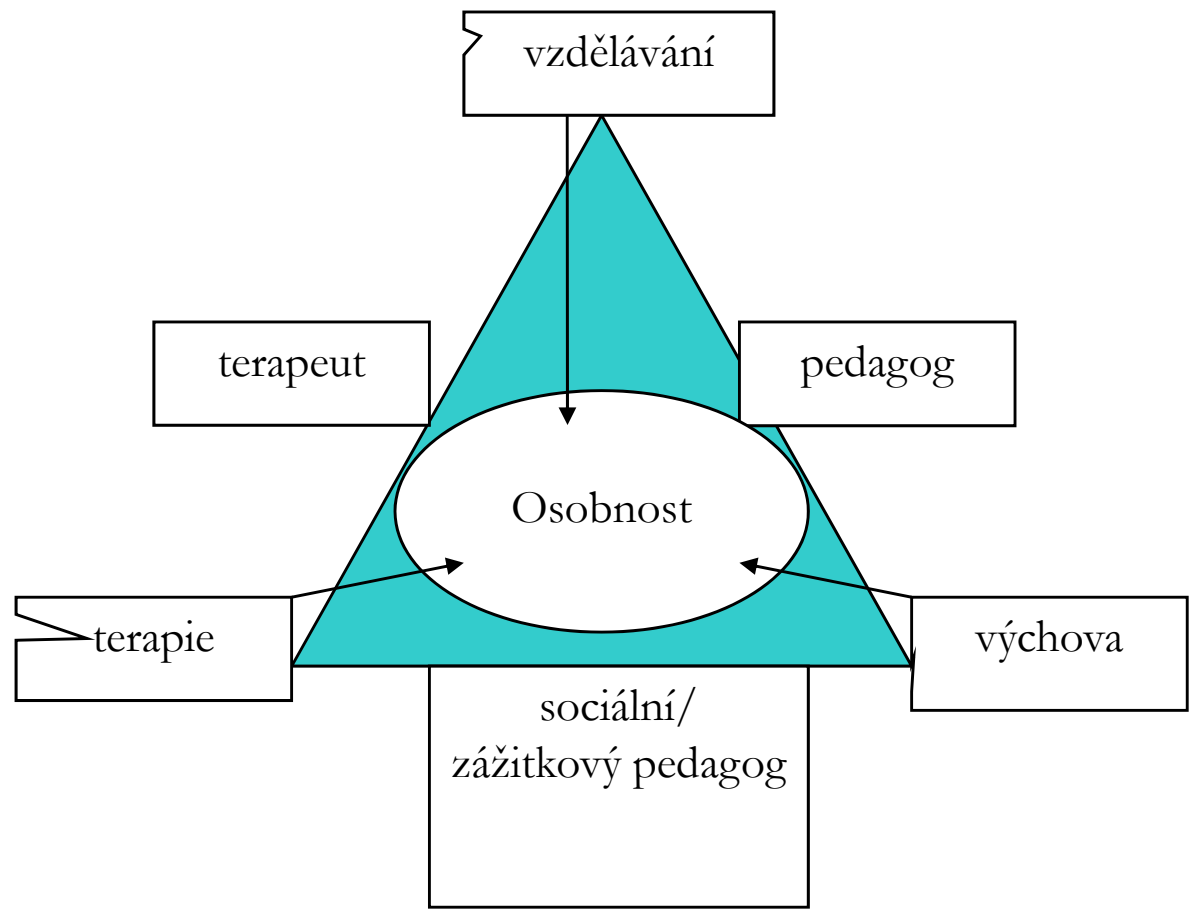 vzdělávání
terapeut
pedagog
Osobnost
terapie
výchova
sociální/
zážitkový pedagog